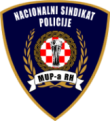 NACIONALNI SINDIKAT
POLICIJE
MUP-a RH